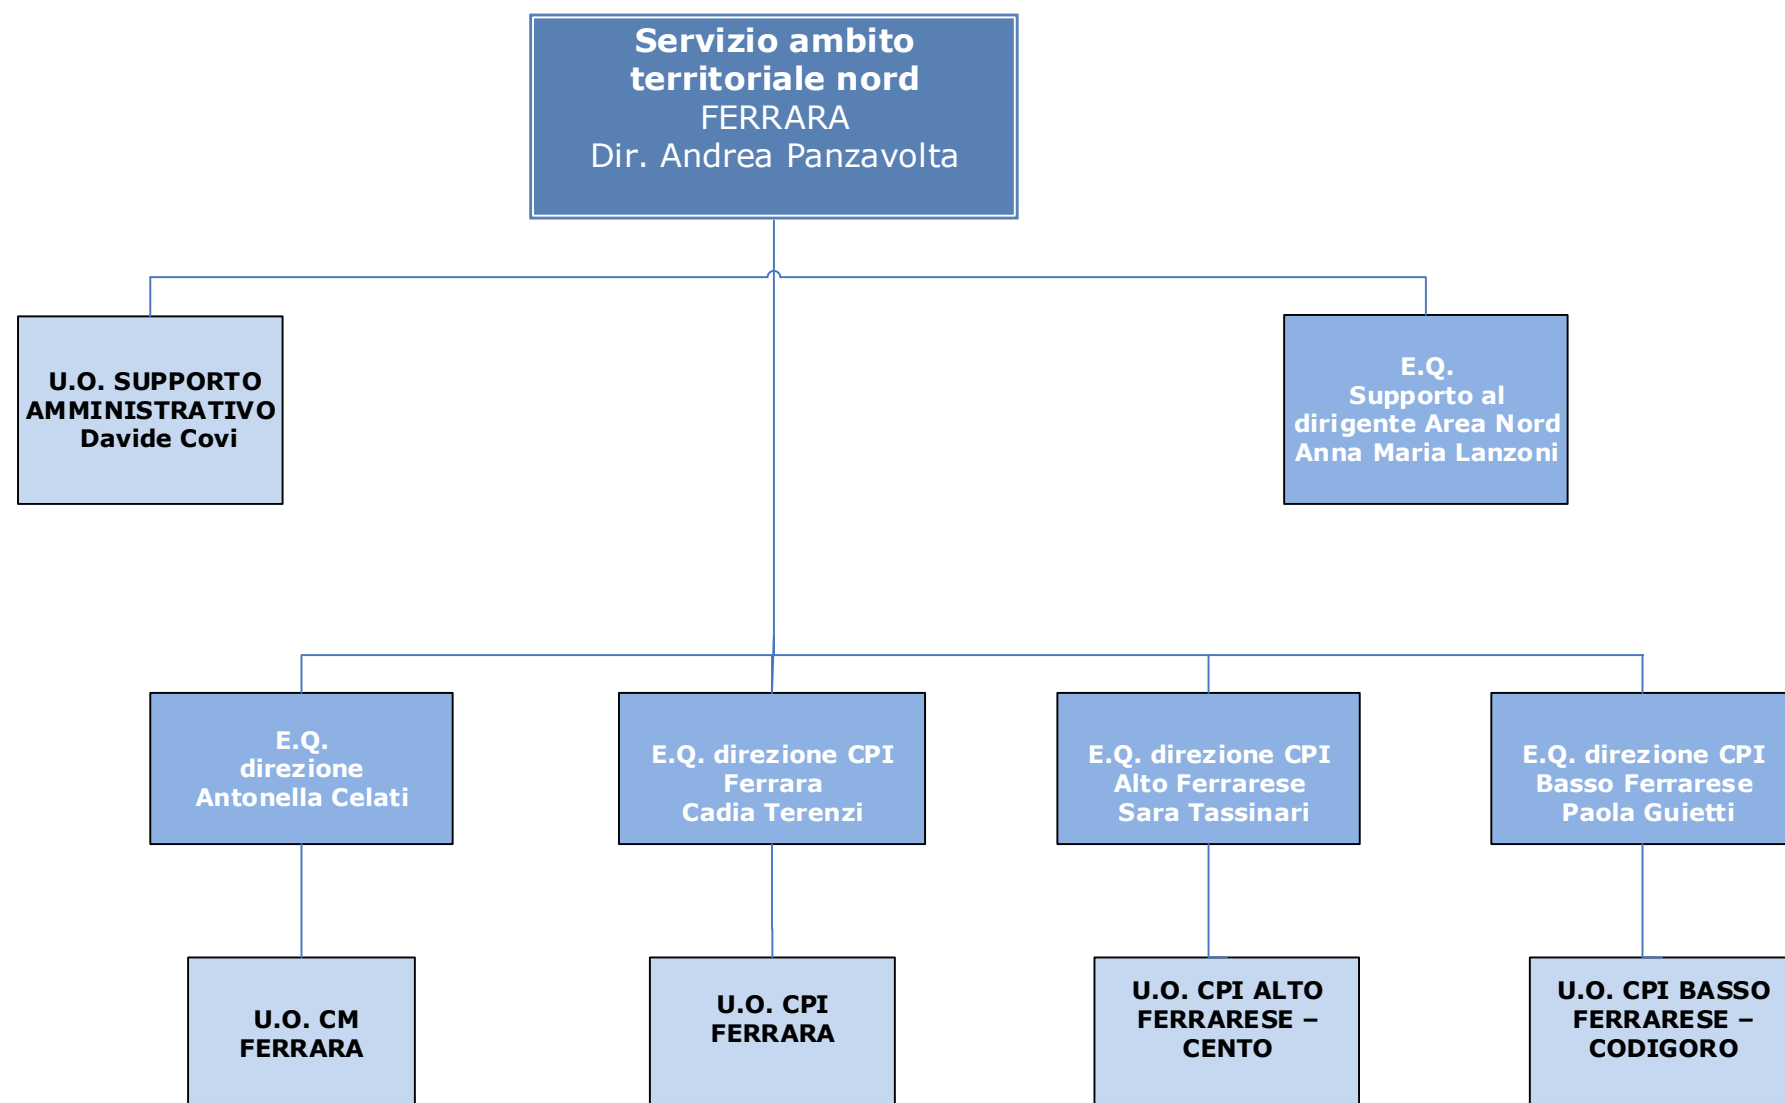 Servizio ambito
territoriale nord
FERRARA
Dir. Andrea Panzavolta
U.O. SUPPORTO
AMMINISTRATIVO
Davide Covi
E.Q.
Supporto al
dirigente Area Nord
Anna Maria Lanzoni
E.Q.
direzione
Antonella Celati
E.Q. direzione CPI
Ferrara
Cadia Terenzi
E.Q. direzione CPI
Alto Ferrarese
Sara Tassinari
E.Q. direzione CPI
Basso Ferrarese
Paola Guietti
U.O. CM
FERRARA
U.O. CPI
FERRARA
U.O. CPI ALTO
FERRARESE –
CENTO
U.O. CPI BASSO
FERRARESE –
CODIGORO